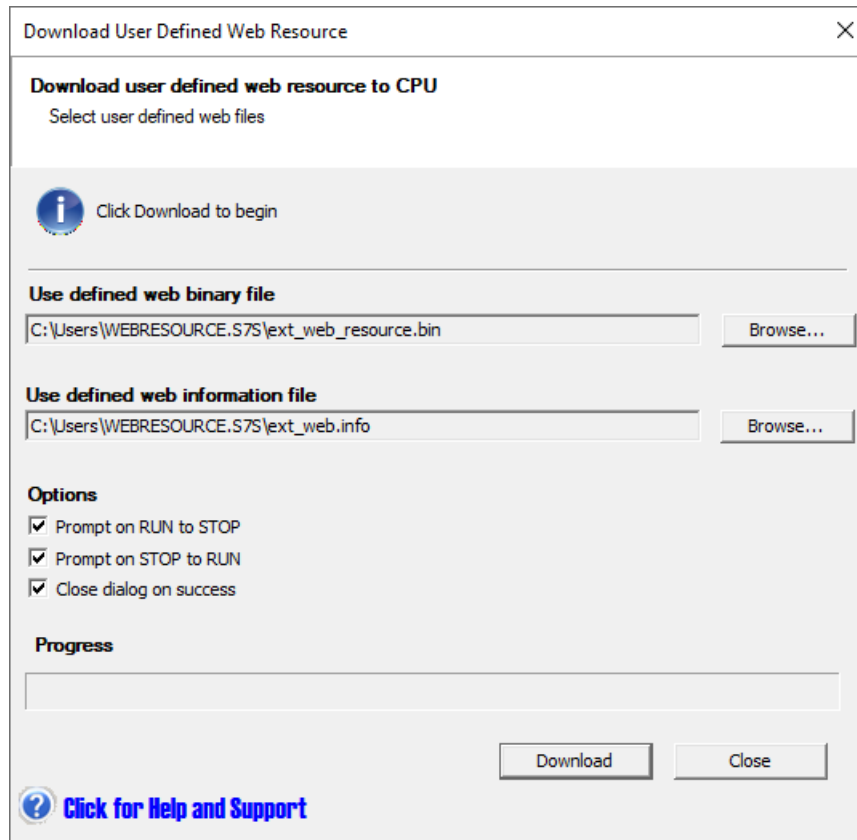 Download User Defined Web Resource
Download user defined web resource to CPU
Select user defined web files
Click Download to begin
Use defined web binary file
C:\Users\WEBRESOURCE.S7S\ext_web_resource.bin
Browse...
Use defined web information file
C:\Users\WEBRESOURCE.S7S\ext_web.info
Browse...
Options
Prompt on RUN to STOP
Prompt on STOP to RUN
Close dialog on success
Progress
Download
Close
Click for Help and Support